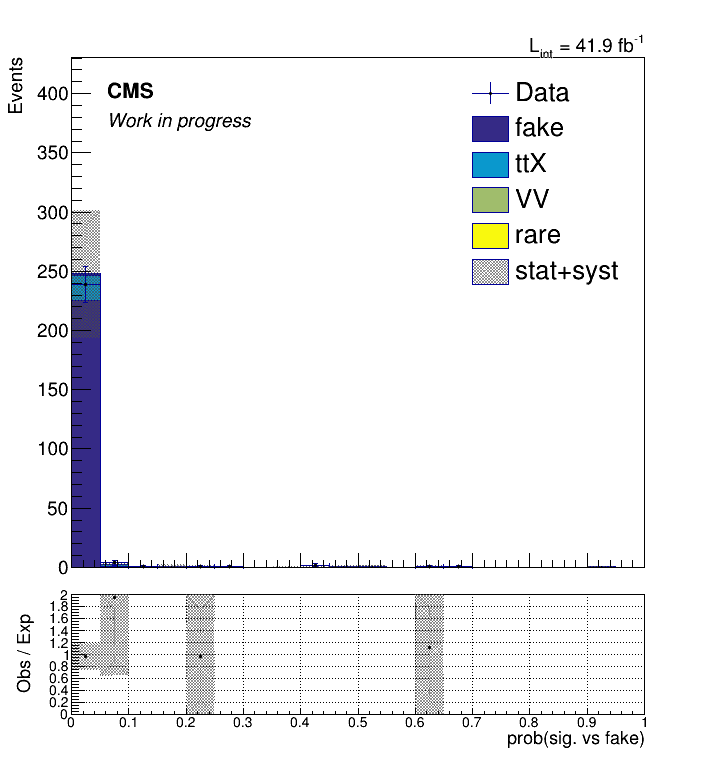 L_int = 41.9 fb^-1
Events
CMS
Work in progress
Data
fake
ttX
VV
rare
stat+syst
400
350
300
250
200
150
100
50
0
Obs / Exp
2
1.8
1.6
1.4
1.2
1
0.8
0.6
0.4
0.2
0
0 0.1 0.2 0.3 0.4 0.5 0.6 0.7 0.8 0.9 1
prob(sig. vs fake)